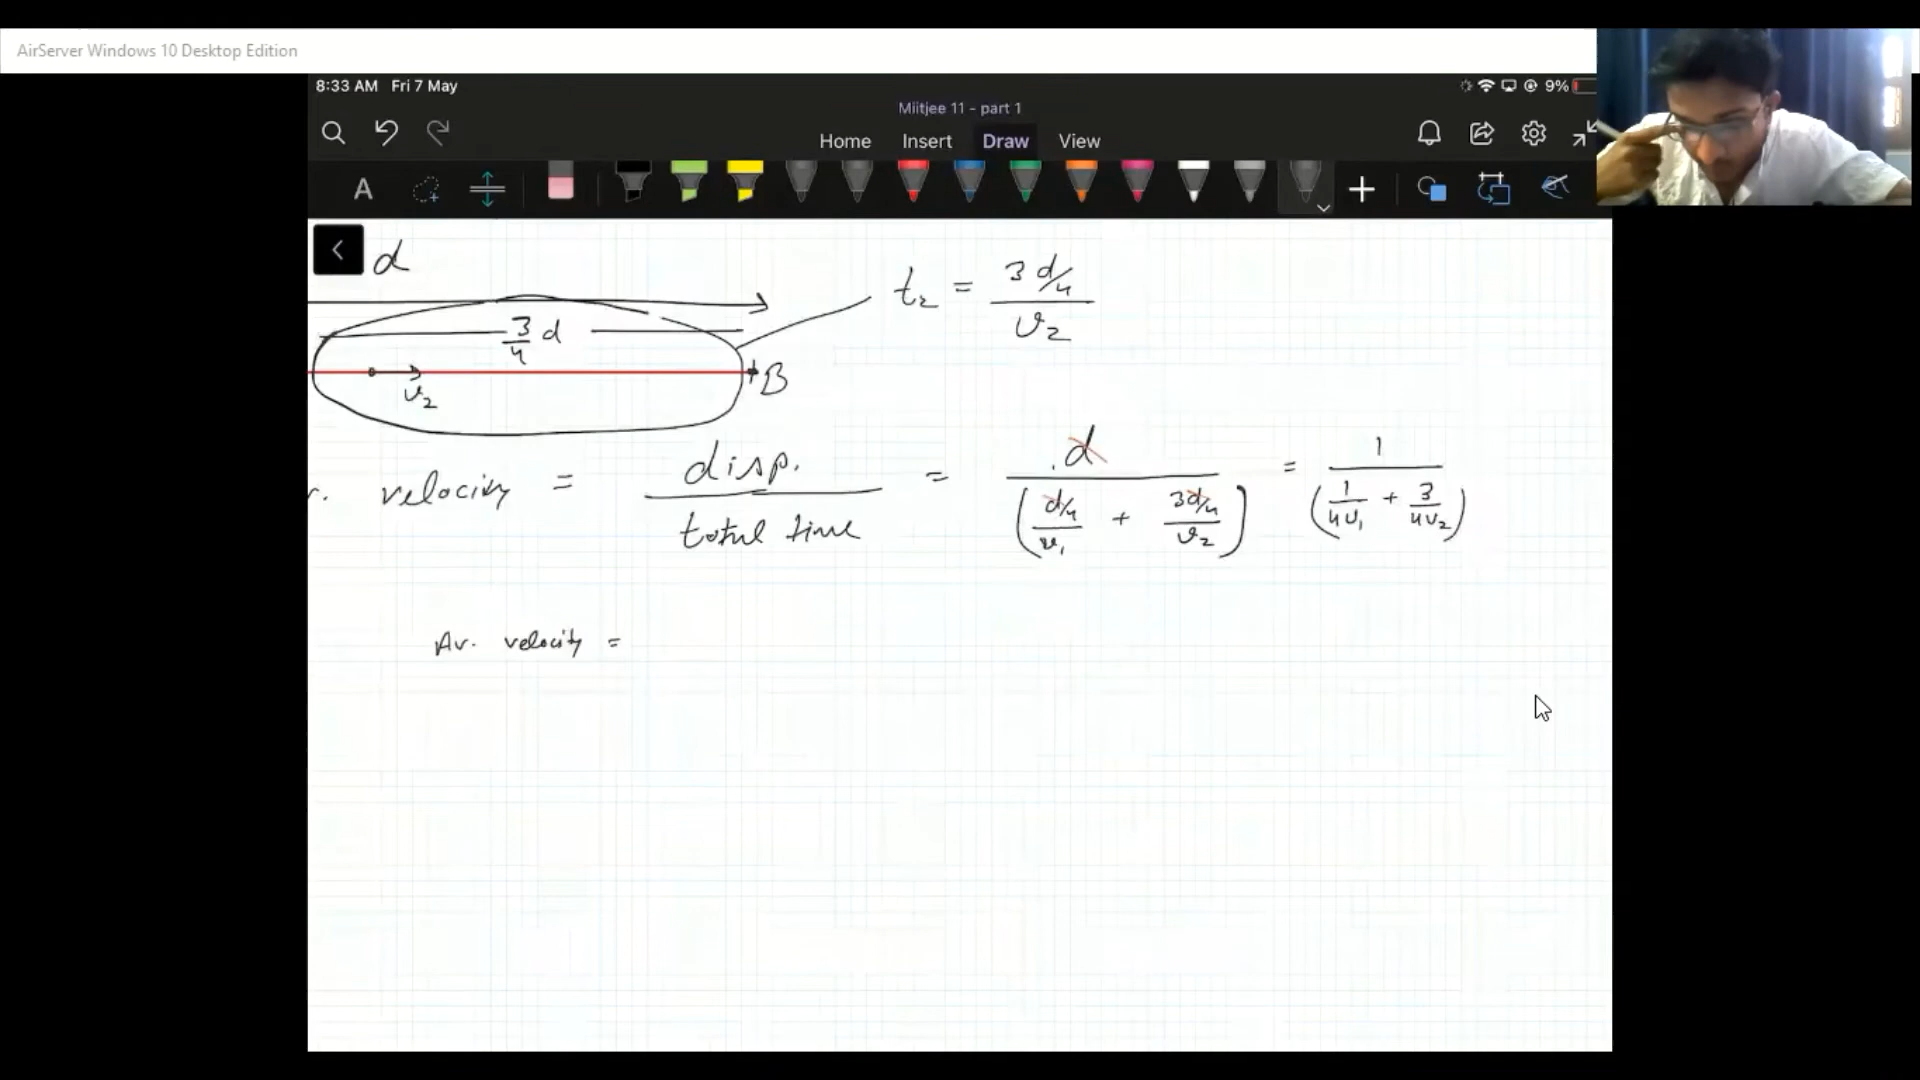 AirServer Windows 10 Desktop Edition
8:33 AM Fri 7 May
9%
Miitjee 11 - part 1
Home Insert Draw View
A
d
t₂ = (3d/4)/v₂
3/4 d
v₂
B
r. velocity = disp./total time = d/((d/4)/v₁ + (3d/4)/v₂) = 1/(1/4v₁ + 3/4v₂)
Av. velocity =